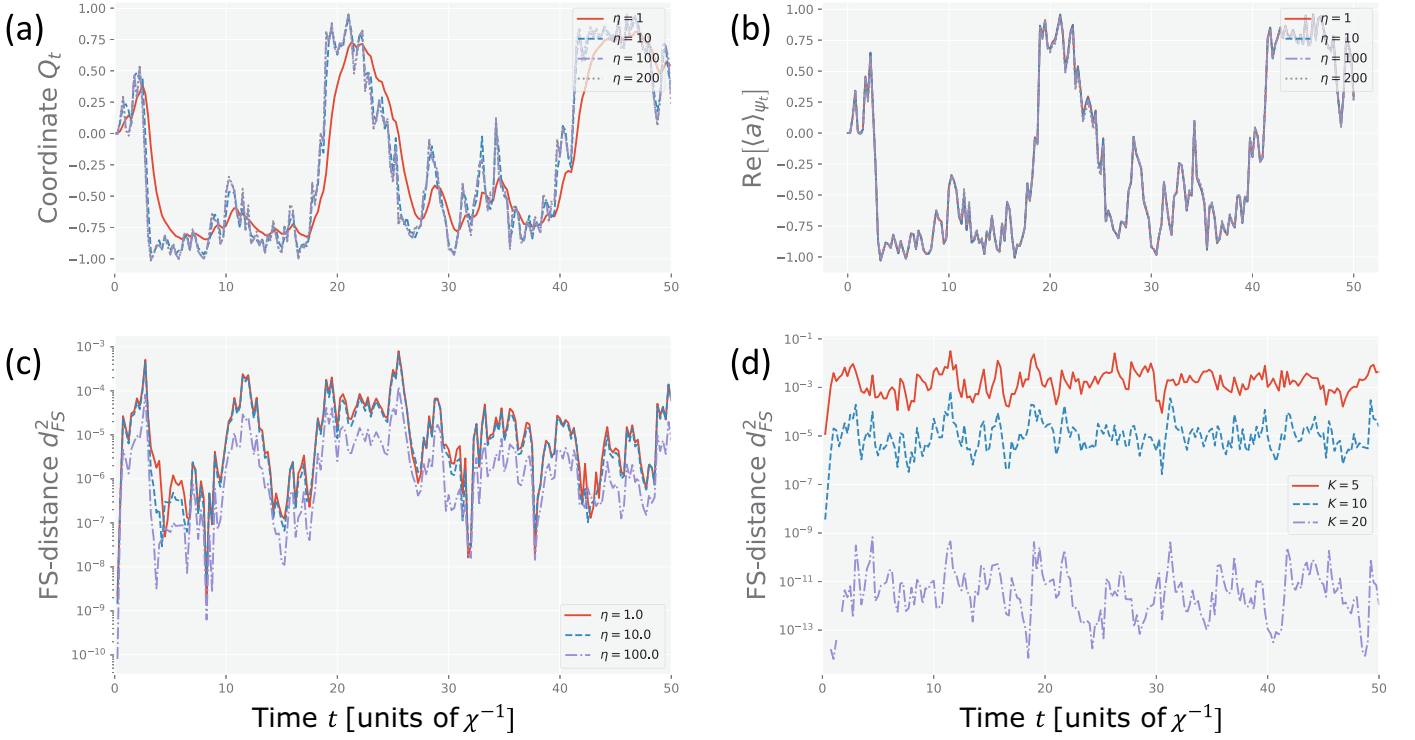 (a)
Coordinate Q_t
1.00
0.75
0.50
0.25
0.00
−0.25
−0.50
−0.75
−1.00
0
10
20
30
40
50
η = 1
η = 10
η = 100
η = 200
(b)
Re[⟨a⟩_ψ_t]
1.00
0.75
0.50
0.25
0.00
−0.25
−0.50
−0.75
−1.00
0
10
20
30
40
50
η = 1
η = 10
η = 100
η = 200
(c)
FS-distance d²_FS
10⁻³
10⁻⁴
10⁻⁵
10⁻⁶
10⁻⁷
10⁻⁸
10⁻⁹
10⁻¹⁰
0
10
20
30
40
50
η = 1.0
η = 10.0
η = 100.0
Time t [units of χ⁻¹]
(d)
FS-distance d²_FS
10⁻¹
10⁻³
10⁻⁵
10⁻⁷
10⁻⁹
10⁻¹¹
10⁻¹³
0
10
20
30
40
50
K = 5
K = 10
K = 20
Time t [units of χ⁻¹]